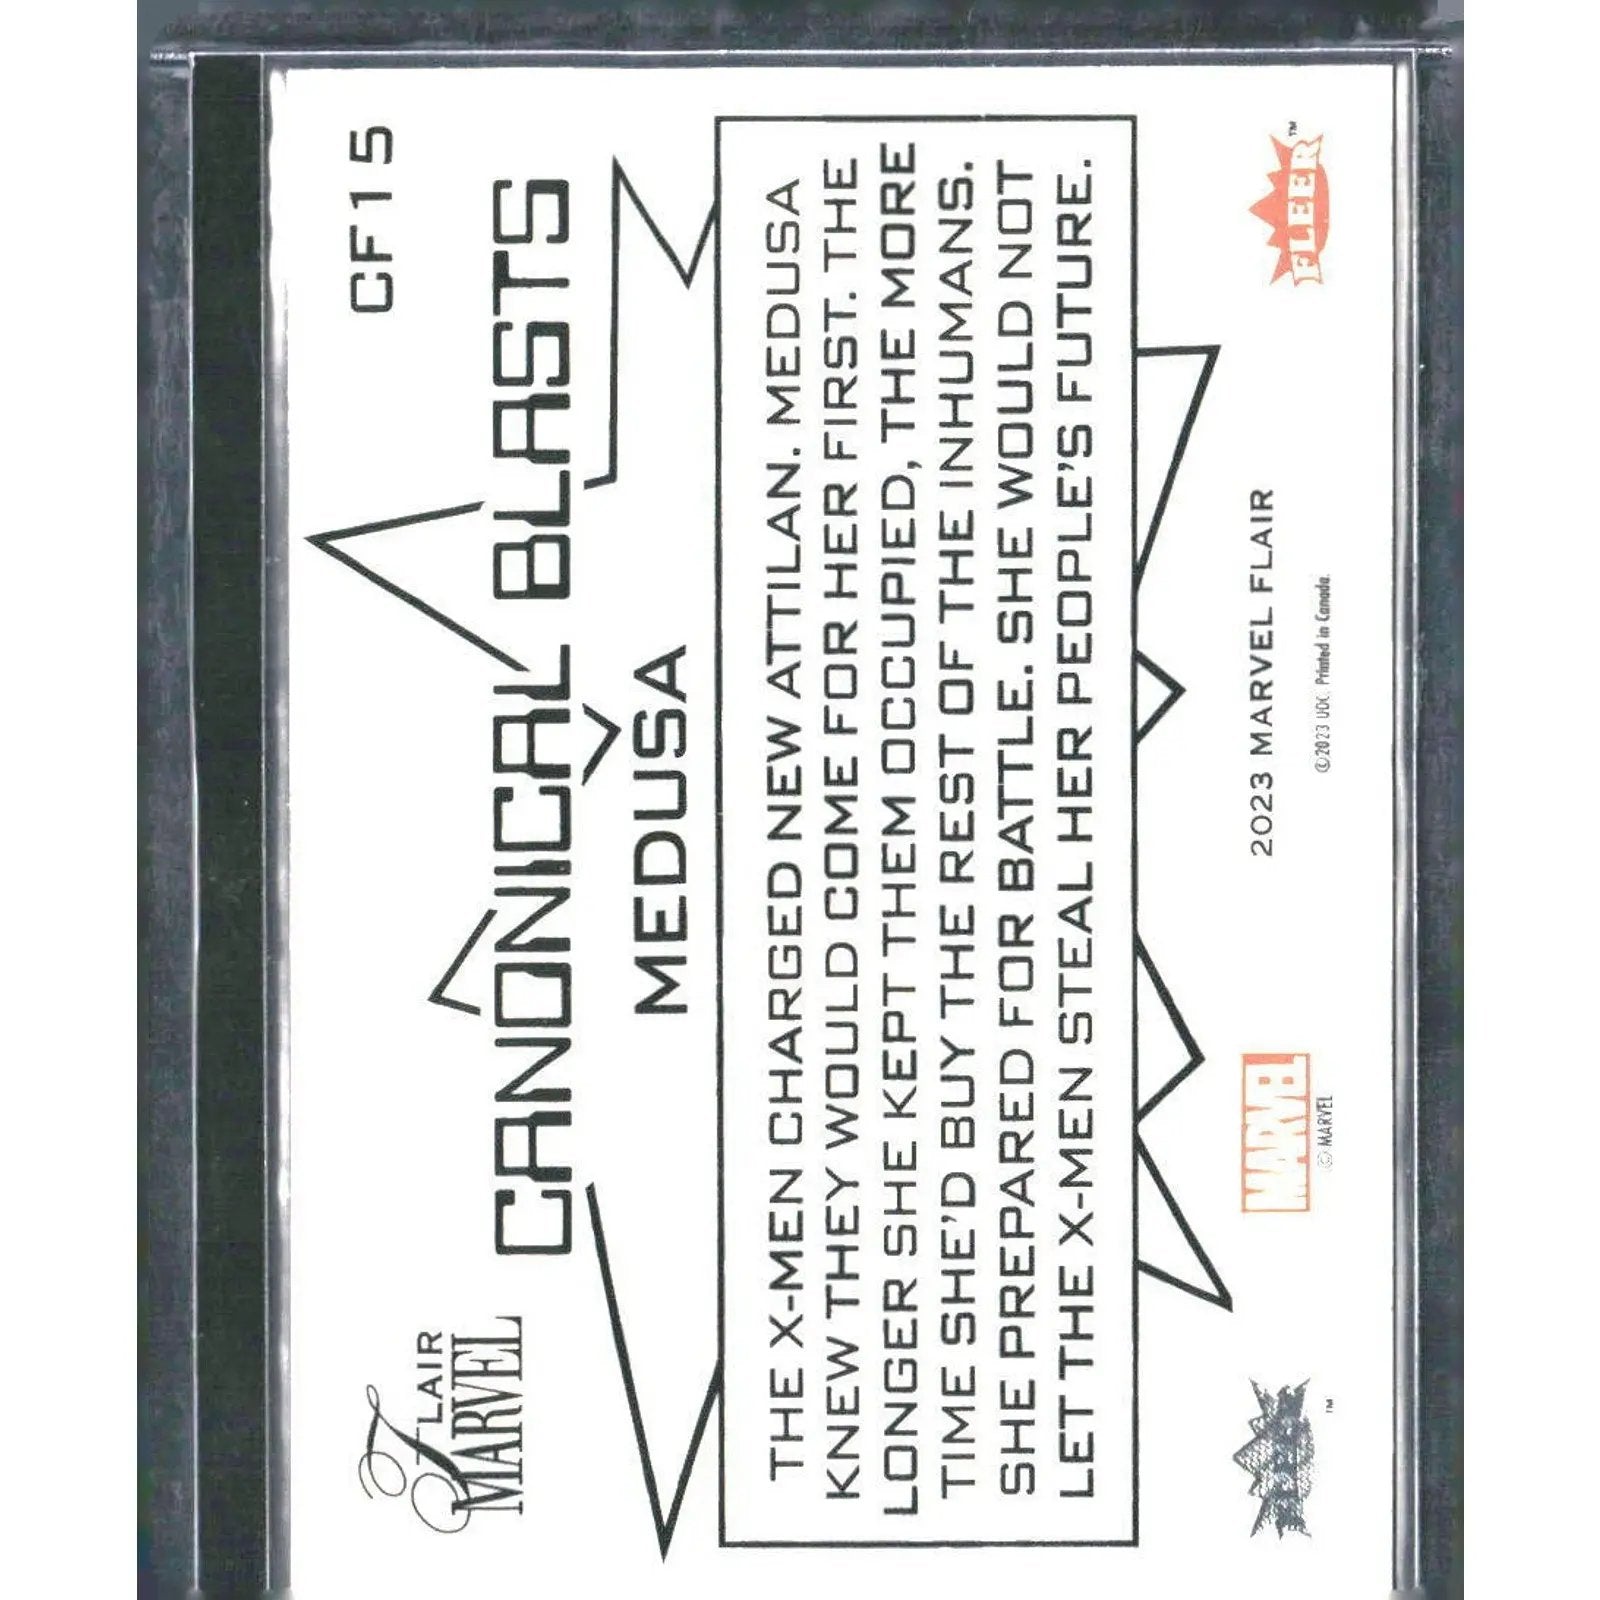 FLAIR
MARVEL
CF15
CANONICAL BLASTS
MEDUSA
THE X-MEN CHARGED NEW ATTILAN. MEDUSA
KNEW THEY WOULD COME FOR HER FIRST. THE
LONGER SHE KEPT THEM OCCUPIED, THE MORE
TIME SHE'D BUY THE REST OF THE INHUMANS.
SHE PREPARED FOR BATTLE. SHE WOULD NOT
LET THE X-MEN STEAL HER PEOPLE'S FUTURE.
FLEER
™
MARVEL
© MARVEL
2023 MARVEL FLAIR
©2023 UDC. Printed in Canada.
FLEER™